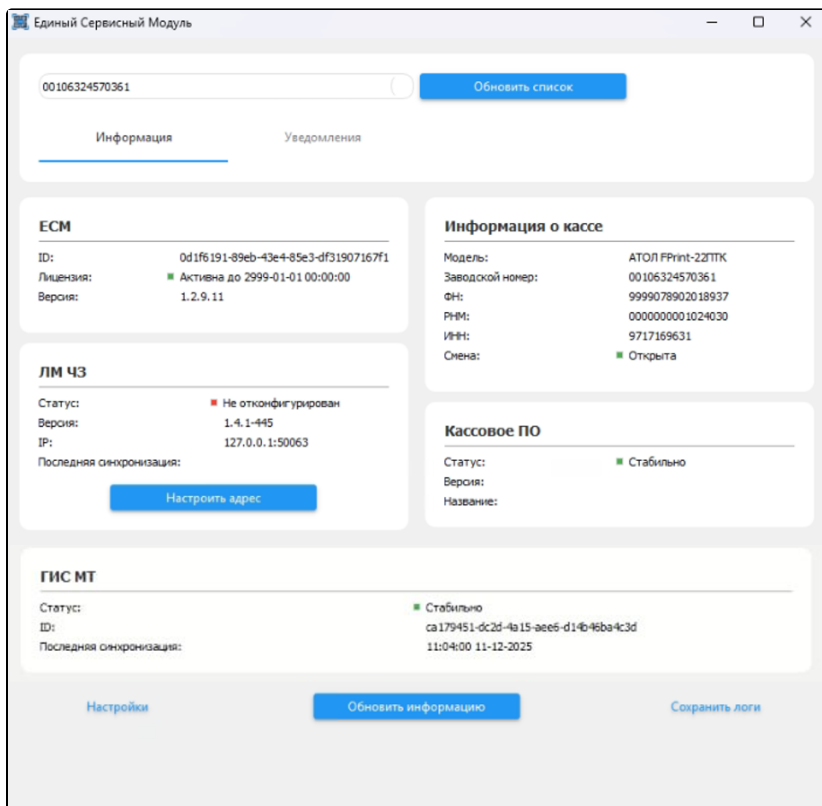 Единый Сервисный Модуль
00106324570361
Обновить список
Информация
Уведомления
ЕСМ
ID: 0d1f6191-89eb-43e4-85e3-df31907167f1
Лицензия: Активна до 2999-01-01 00:00:00
Версия: 1.2.9.11
Информация о кассе
Модель: АТОЛ FPrint-22ПТК
Заводской номер: 00106324570361
ФН: 9999078902018937
РНМ: 0000000001024030
ИНН: 9717169631
Смена: Открыта
ЛМ ЧЗ
Статус: Не отконфигурирован
Версия: 1.4.1-445
IP: 127.0.0.1:50063
Последняя синхронизация:
Настроить адрес
Кассовое ПО
Статус: Стабильно
Версия:
Название:
ГИС МТ
Статус: Стабильно
ID: ca179451-dc2d-4a15-aee6-d14b46ba4c3d
Последняя синхронизация: 11:04:00 11-12-2025
Настройки
Обновить информацию
Сохранить логи